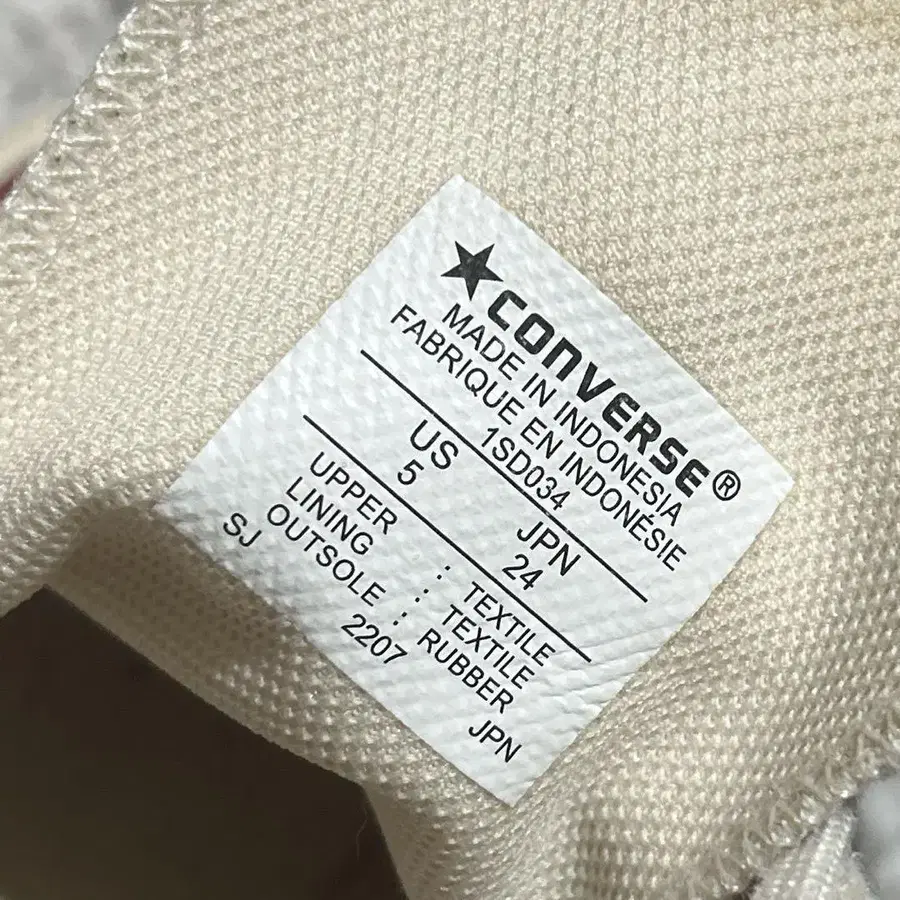 ★CONVERSE®
MADE IN INDONESIA
FABRIQUE EN INDONÉSIE
1SD034
US JPN
5 24
UPPER : TEXTILE
LINING : TEXTILE
OUTSOLE : RUBBER
SJ 2207 JPN